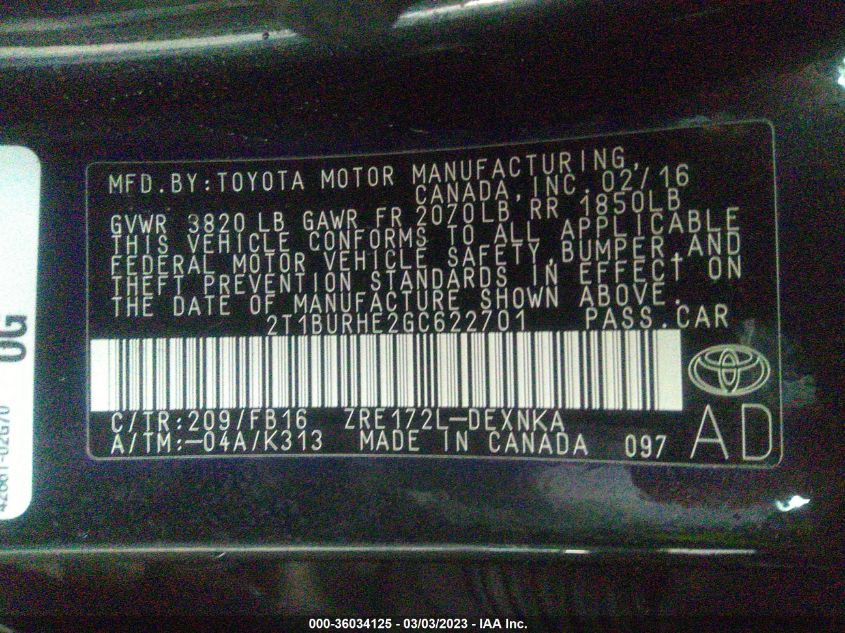 MFD.BY:TOYOTA MOTOR MANUFACTURING,
CANADA,INC.02/16
GVWR 3820 LB GAWR FR 2070LB RR 1850LB
THIS VEHICLE CONFORMS TO ALL APPLICABLE
FEDERAL MOTOR VEHICLE SAFETY,BUMPER,AND
THEFT PREVENTION STANDARDS IN EFFECT ON
THE DATE OF MANUFACTURE SHOWN ABOVE.
2T1BURHE2GC622701 PASS.CAR
C/TR:209/FB16 ZRE172L-DEXNKA
A/TM:-04A/K313 MADE IN CANADA 097
AD
0G
42661-02G70
000-36034125 - 03/03/2023 - IAA Inc.